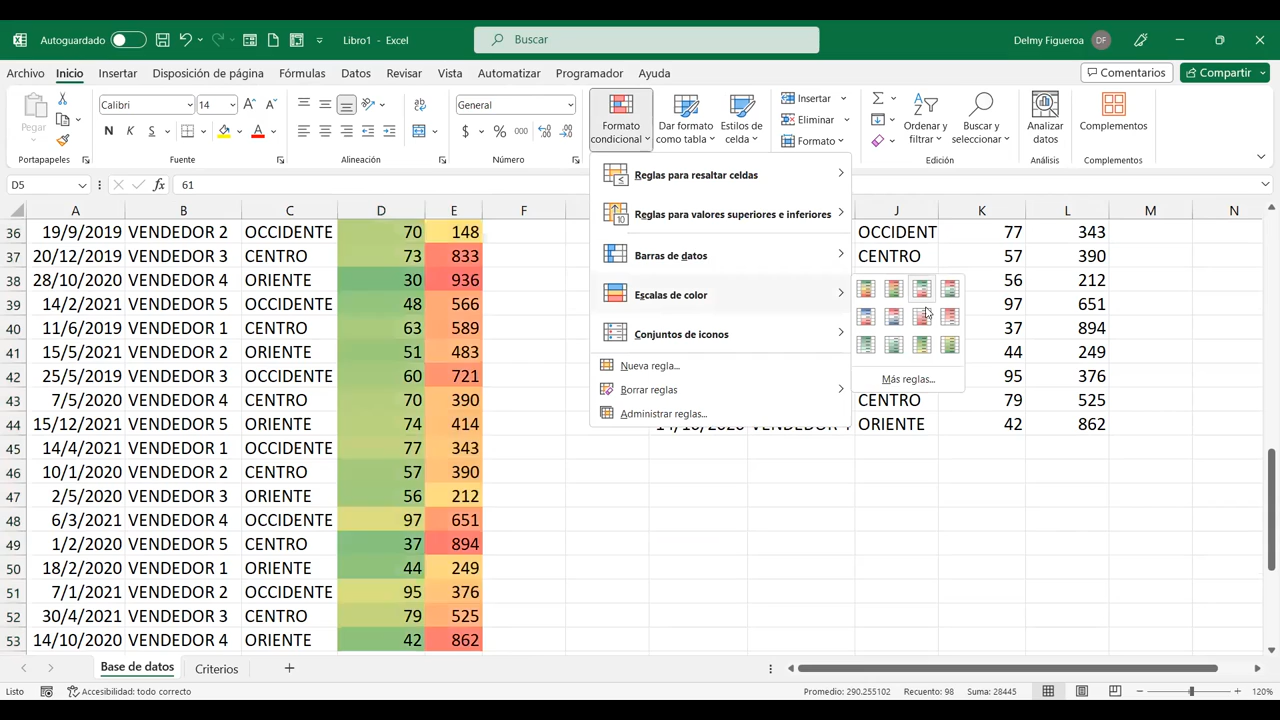 Autoguardado Libro1 - Excel Buscar Delmy Figueroa DF
Archivo Inicio Insertar Disposición de página Fórmulas Datos Revisar Vista Automatizar Programador Ayuda Comentarios Compartir
Pegar Calibri 14 General Formato condicional Dar formato como tabla Estilos de celda Insertar Eliminar Formato Ordenar y filtrar Buscar y seleccionar Analizar datos Complementos
N K S $ % 000
Portapapeles Fuente Alineación Número Edición Análisis Complementos
D5 fx 61
Reglas para resaltar celdas
Reglas para valores superiores e inferiores
Barras de datos
Escalas de color
Conjuntos de iconos
Nueva regla...
Borrar reglas
Administrar reglas...
Más reglas...
A B C D E F J K L M N
36 19/9/2019 VENDEDOR 2 OCCIDENTE 70 148 OCCIDENT 77 343
37 20/12/2019 VENDEDOR 3 CENTRO 73 833 CENTRO 57 390
38 28/10/2020 VENDEDOR 4 ORIENTE 30 936 56 212
39 14/2/2021 VENDEDOR 5 OCCIDENTE 48 566 97 651
40 11/6/2019 VENDEDOR 1 CENTRO 63 589 37 894
41 15/5/2021 VENDEDOR 2 ORIENTE 51 483 44 249
42 25/5/2019 VENDEDOR 3 OCCIDENTE 60 721 95 376
43 7/5/2020 VENDEDOR 4 CENTRO 70 390 CENTRO 79 525
44 15/12/2021 VENDEDOR 5 ORIENTE 74 414 14/10/2020 VENDEDOR 4 ORIENTE 42 862
45 14/4/2021 VENDEDOR 1 OCCIDENTE 77 343
46 10/1/2020 VENDEDOR 2 CENTRO 57 390
47 2/5/2020 VENDEDOR 3 ORIENTE 56 212
48 6/3/2021 VENDEDOR 4 OCCIDENTE 97 651
49 1/2/2020 VENDEDOR 5 CENTRO 37 894
50 18/2/2020 VENDEDOR 1 ORIENTE 44 249
51 7/1/2021 VENDEDOR 2 OCCIDENTE 95 376
52 30/4/2021 VENDEDOR 3 CENTRO 79 525
53 14/10/2020 VENDEDOR 4 ORIENTE 42 862
Base de datos Criterios
Listo Accesibilidad: todo correcto Promedio: 290.255102 Recuento: 98 Suma: 28445 120%